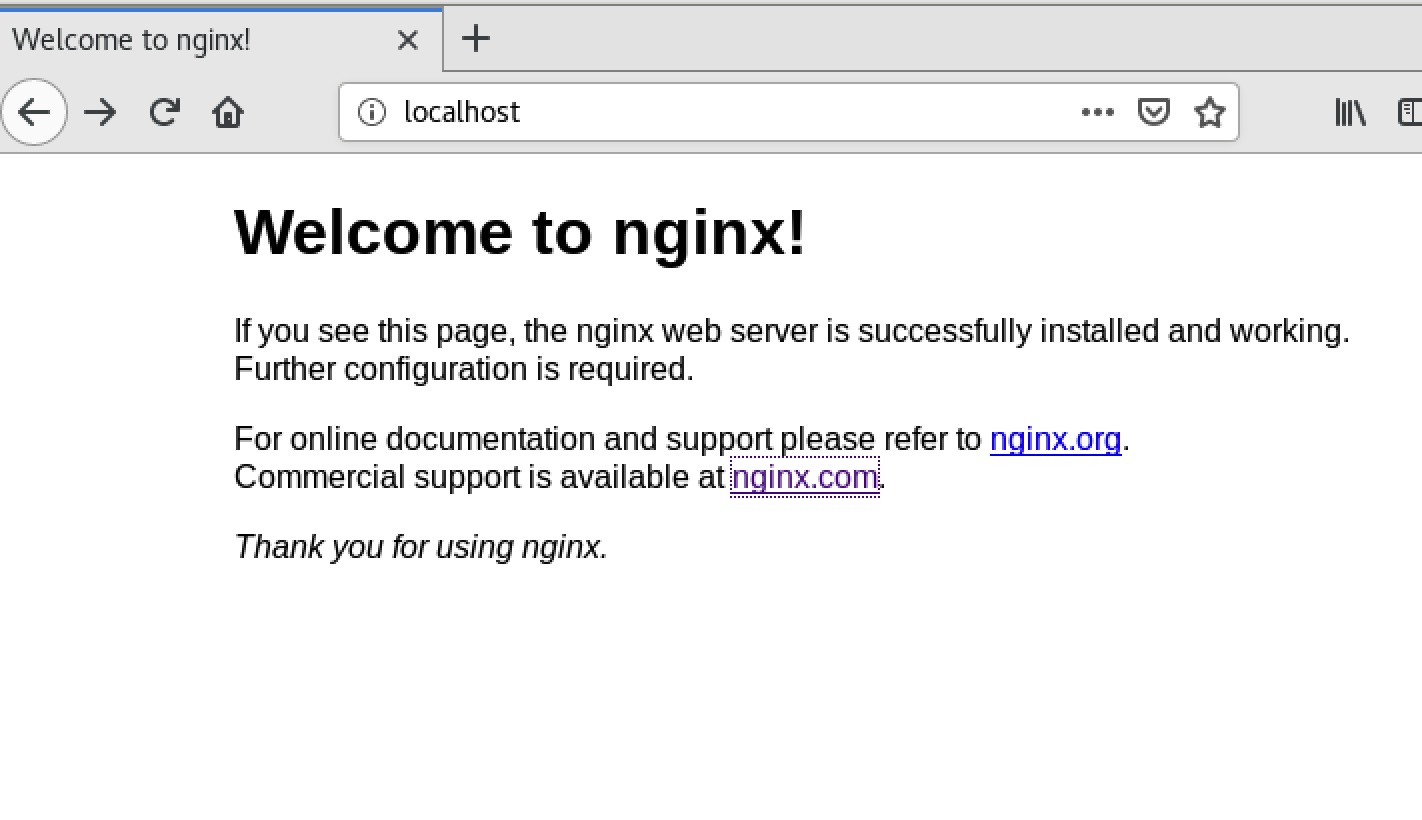 Welcome to nginx!
localhost
Welcome to nginx!
If you see this page, the nginx web server is successfully installed and working.
Further configuration is required.
For online documentation and support please refer to nginx.org.
Commercial support is available at nginx.com.
Thank you for using nginx.